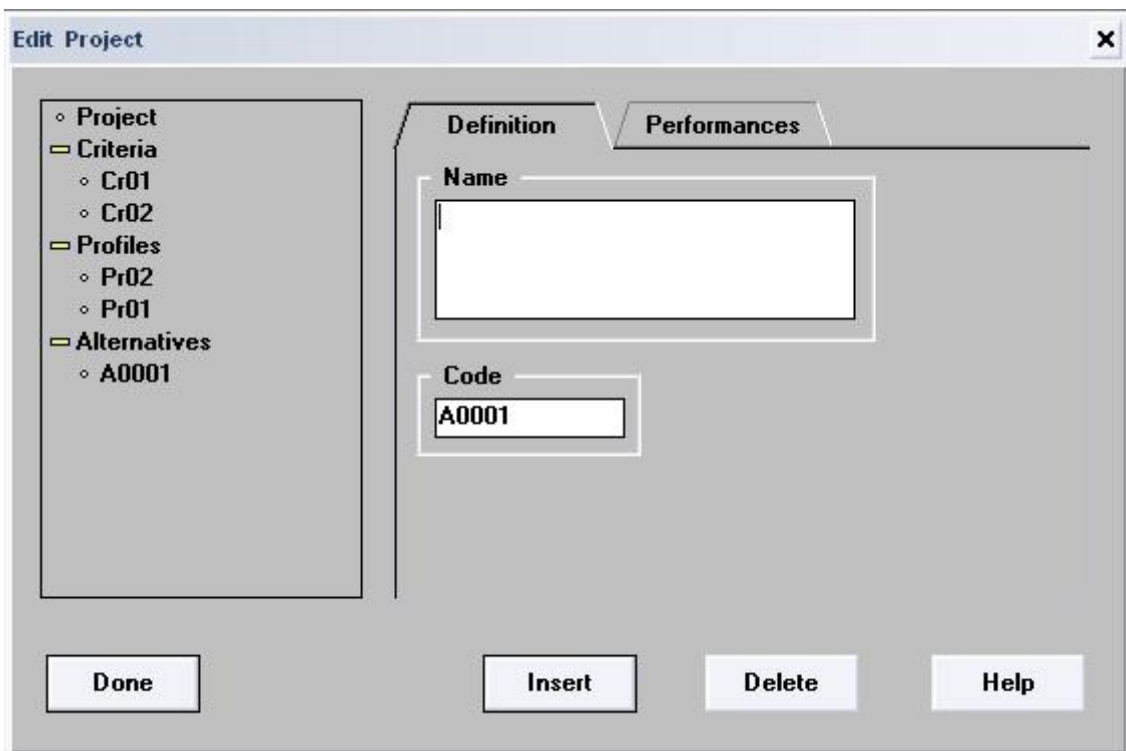 Edit Project
Project
Criteria
Cr01
Cr02
Profiles
Pr02
Pr01
Alternatives
A0001
Definition
Performances
Name
Code
A0001
Done
Insert
Delete
Help